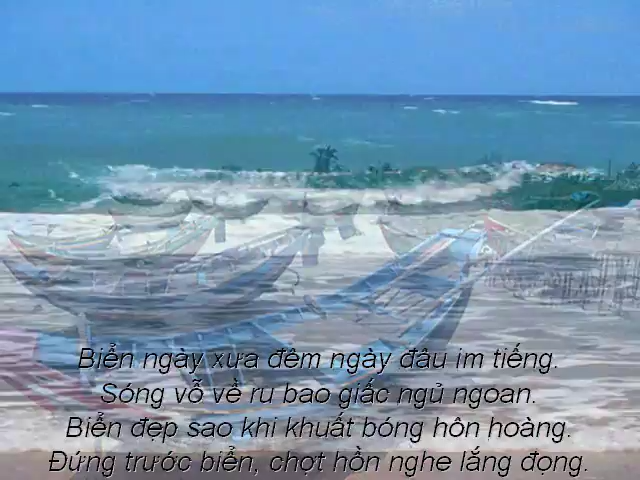 Biển ngày xưa đêm ngày đâu im tiếng.
Sóng vỗ về ru bao giấc ngủ ngoan.
Biển đẹp sao khi khuất bóng hôn hoàng.
Đứng trước biển, chợt hồn nghe lắng đọng.